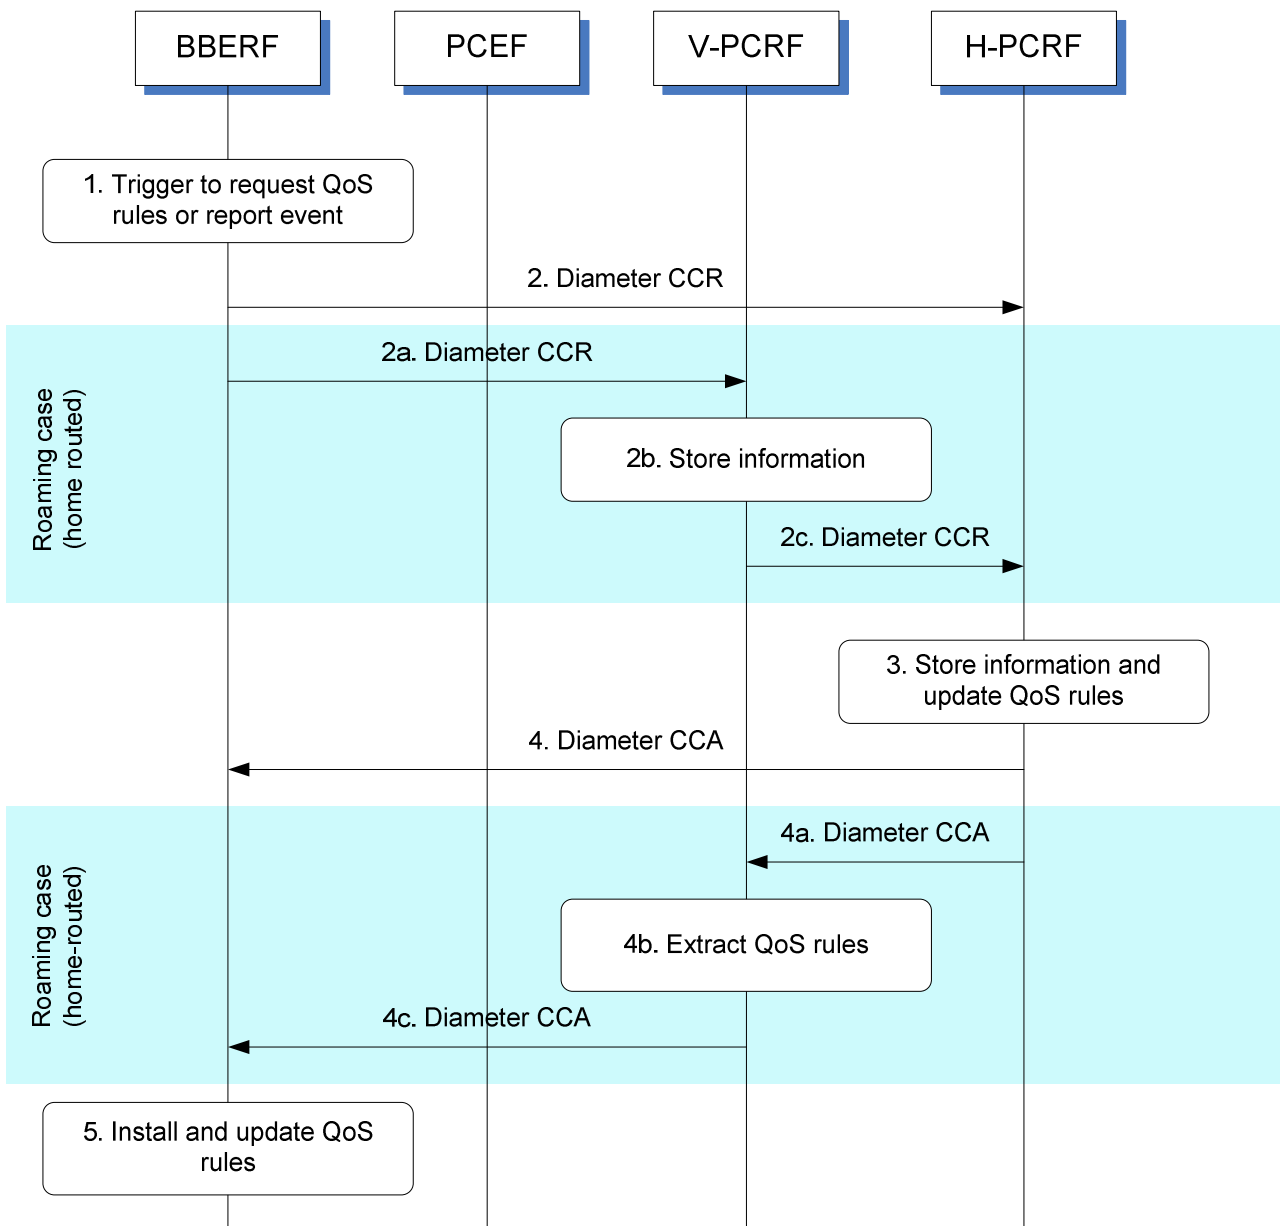 BBERF
PCEF
V-PCRF
H-PCRF
1. Trigger to request QoS
rules or report event
2. Diameter CCR
Roaming case
(home routed)
2a. Diameter CCR
2b. Store information
2c. Diameter CCR
3. Store information and
update QoS rules
4. Diameter CCA
Roaming case
(home-routed)
4a. Diameter CCA
4b. Extract QoS rules
4c. Diameter CCA
5. Install and update QoS
rules